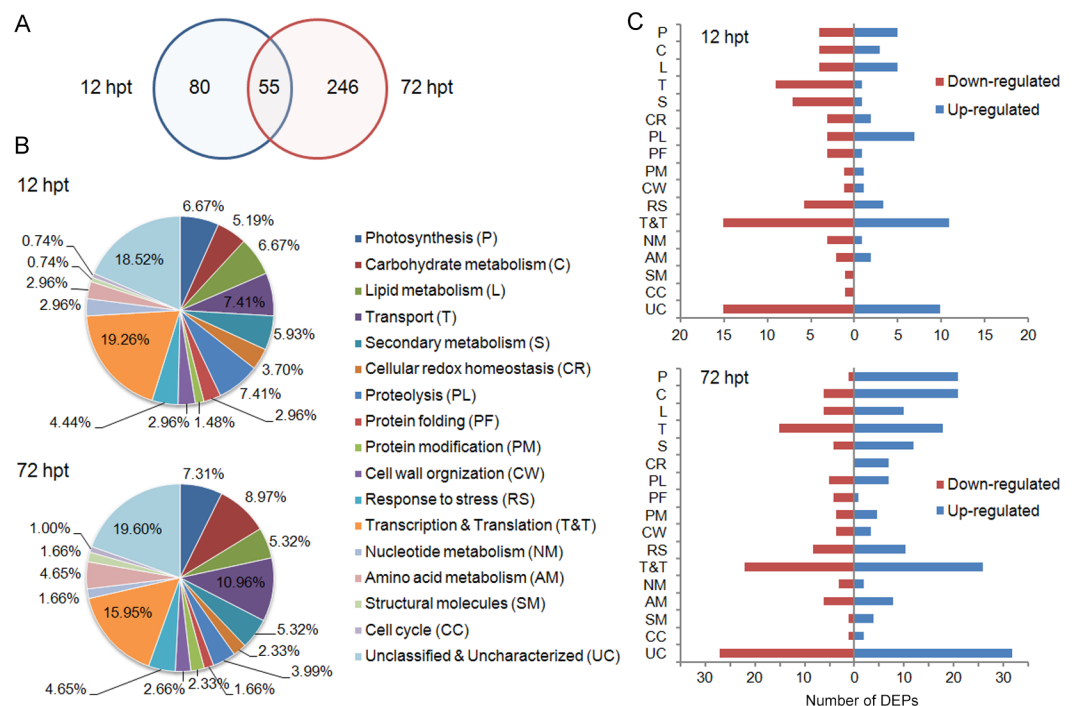 A
12 hpt
80
55
246
72 hpt
B
12 hpt
6.67%
5.19%
6.67%
7.41%
5.93%
3.70%
7.41%
2.96%
1.48%
2.96%
4.44%
19.26%
2.96%
2.96%
0.74%
0.74%
18.52%
72 hpt
7.31%
8.97%
5.32%
10.96%
5.32%
2.33%
3.99%
1.66%
2.33%
2.66%
4.65%
15.95%
1.66%
4.65%
1.66%
1.00%
19.60%
Photosynthesis (P)
Carbohydrate metabolism (C)
Lipid metabolism (L)
Transport (T)
Secondary metabolism (S)
Cellular redox homeostasis (CR)
Proteolysis (PL)
Protein folding (PF)
Protein modification (PM)
Cell wall orgnization (CW)
Response to stress (RS)
Transcription & Translation (T&T)
Nucleotide metabolism (NM)
Amino acid metabolism (AM)
Structural molecules (SM)
Cell cycle (CC)
Unclassified & Uncharacterized (UC)
C
12 hpt
P
C
L
T
S
CR
PL
PF
PM
CW
RS
T&T
NM
AM
SM
CC
UC
20 15 10 5 0 5 10 15 20
Down-regulated
Up-regulated
72 hpt
P
C
L
T
S
CR
PL
PF
PM
CW
RS
T&T
NM
AM
SM
CC
UC
30 20 10 0 10 20 30
Down-regulated
Up-regulated
Number of DEPs